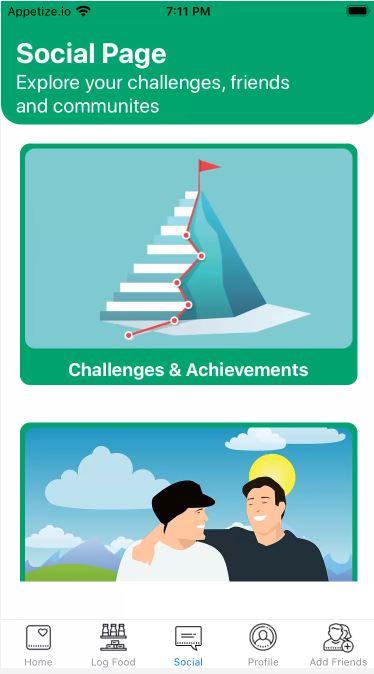 Appetize.io 7:11 PM
Social Page
Explore your challenges, friends
and communites
Challenges & Achievements
Home Log Food Social Profile Add Friends